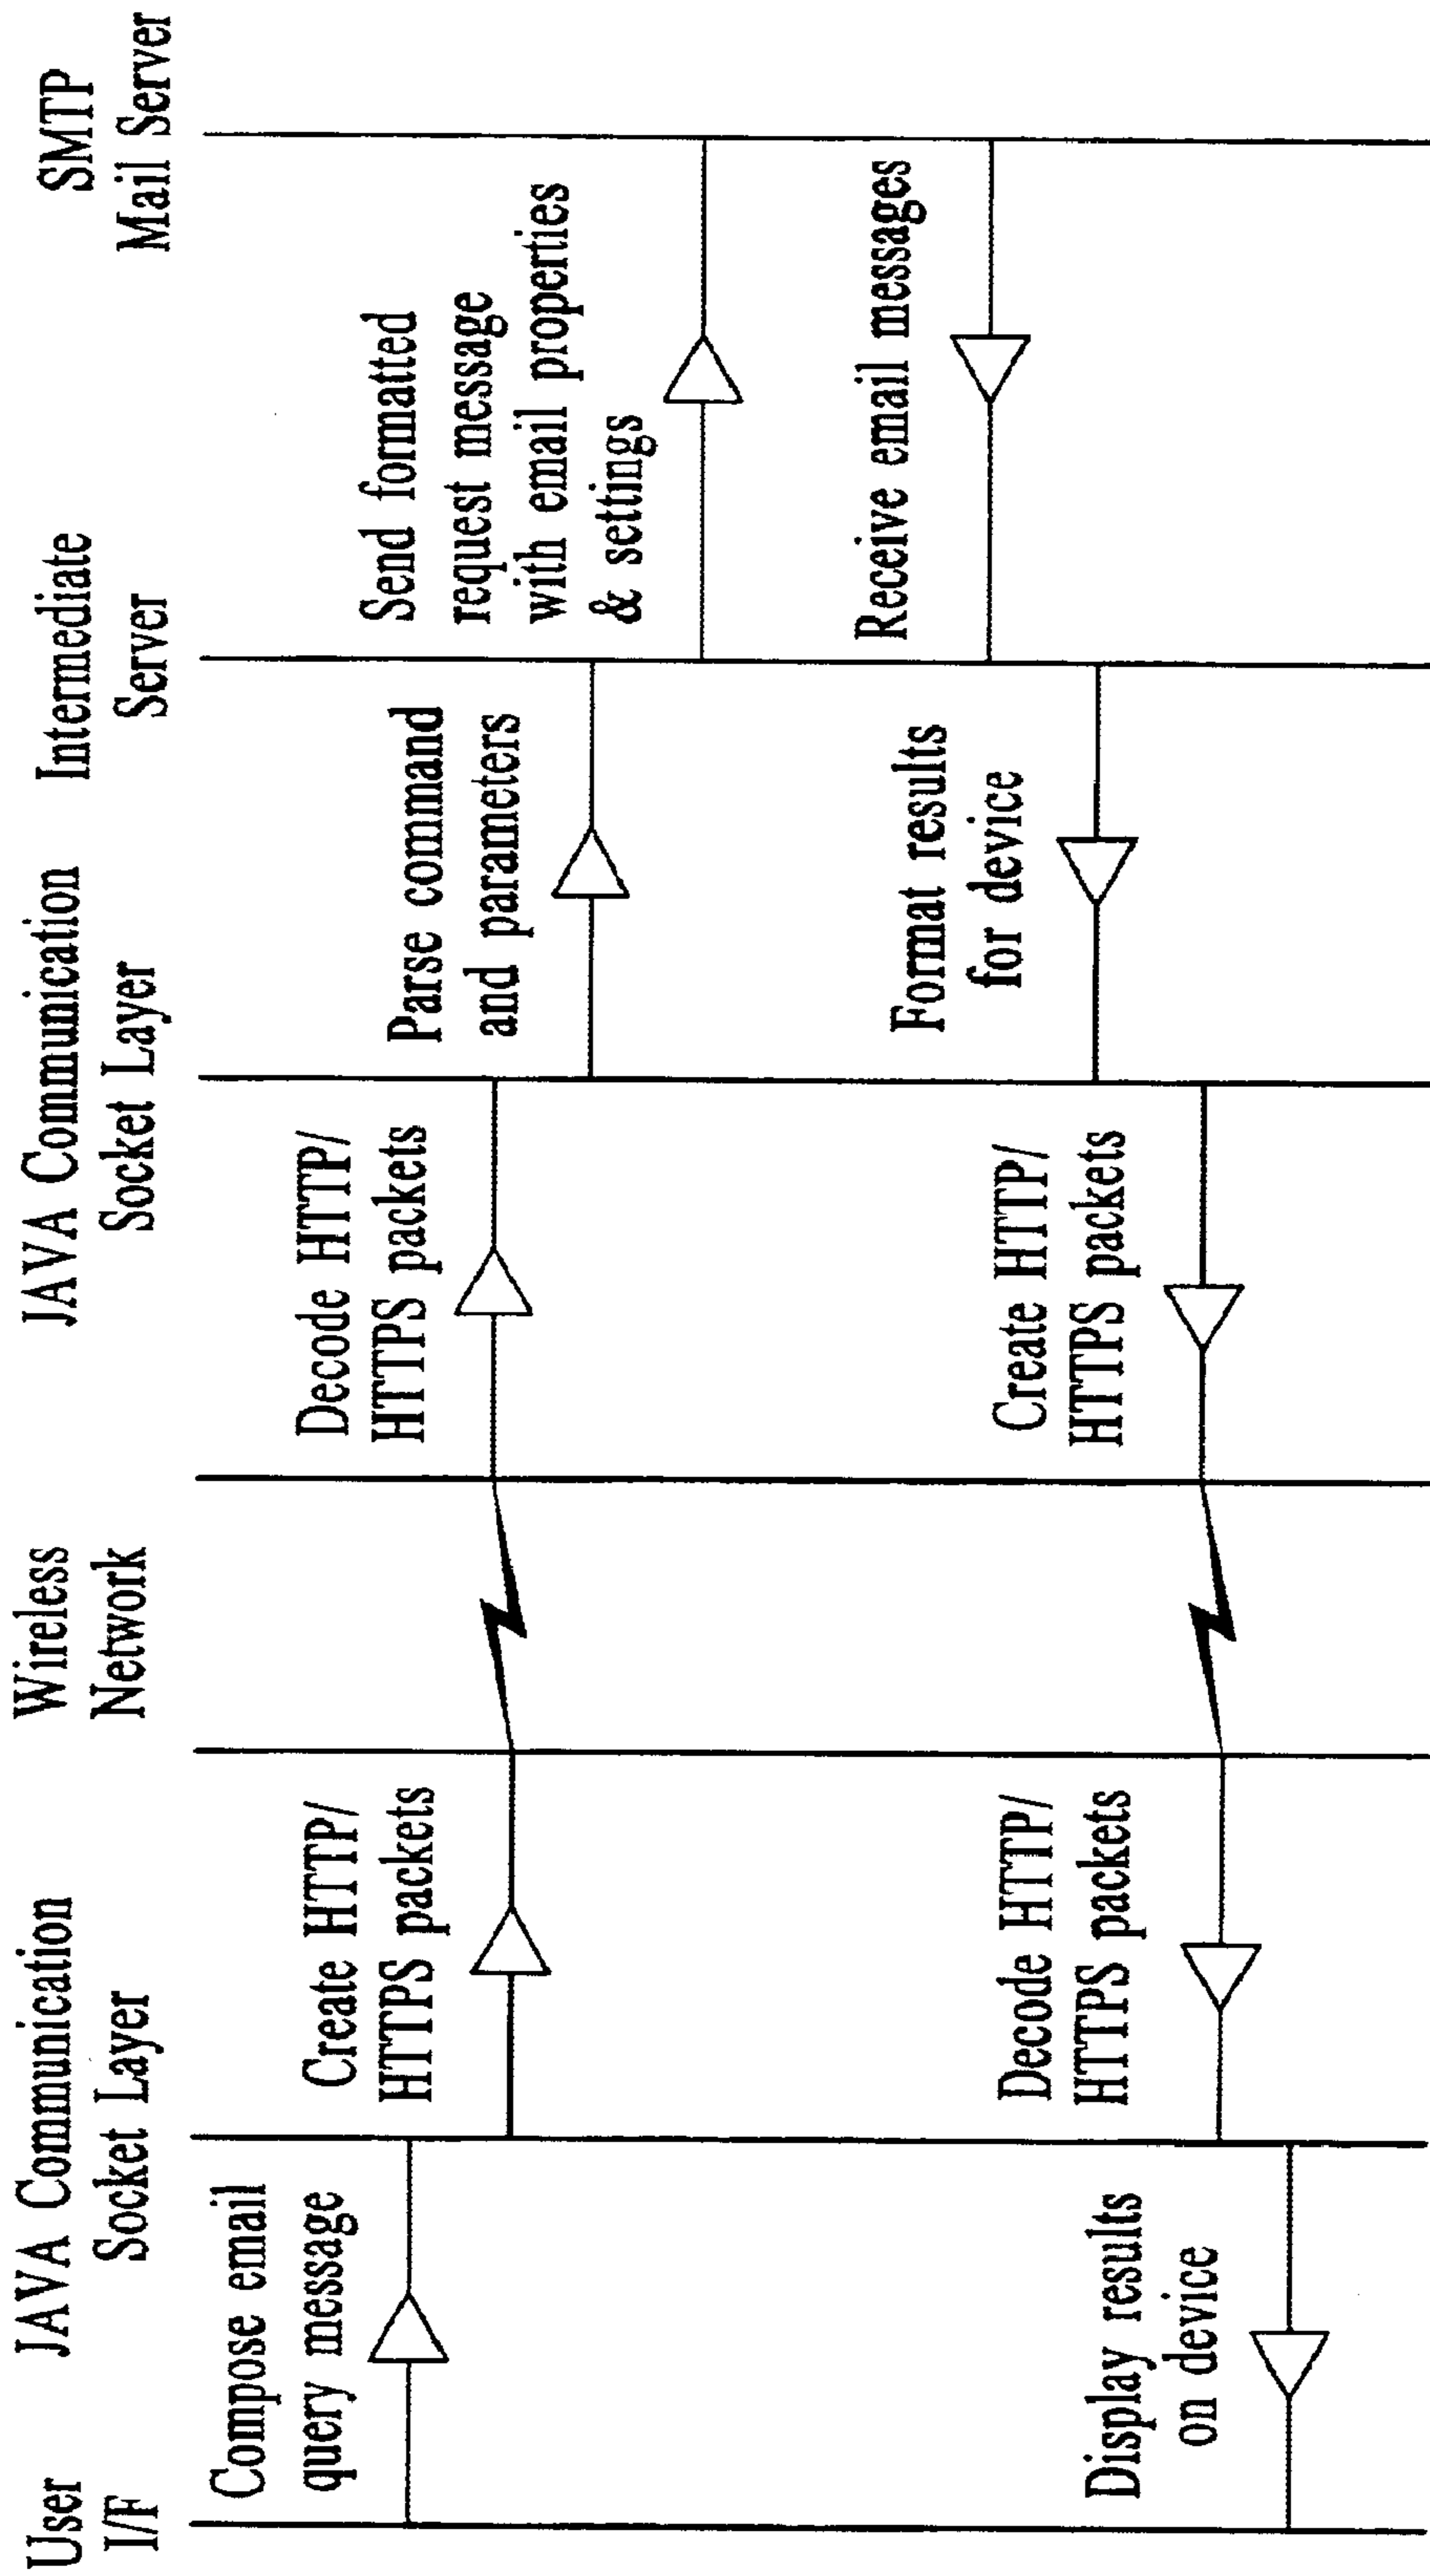 User
I/F
JAVA Communication
Socket Layer
Wireless
Network
JAVA Communication
Socket Layer
Intermediate
Server
SMTP
Mail Server
Compose email
query message
Create HTTP/
HTTPS packets
Decode HTTP/
HTTPS packets
Parse command
and parameters
Send formatted
request message
with email properties
& settings
Receive email messages
Format results
for device
Create HTTP/
HTTPS packets
Decode HTTP/
HTTPS packets
Display results
on device